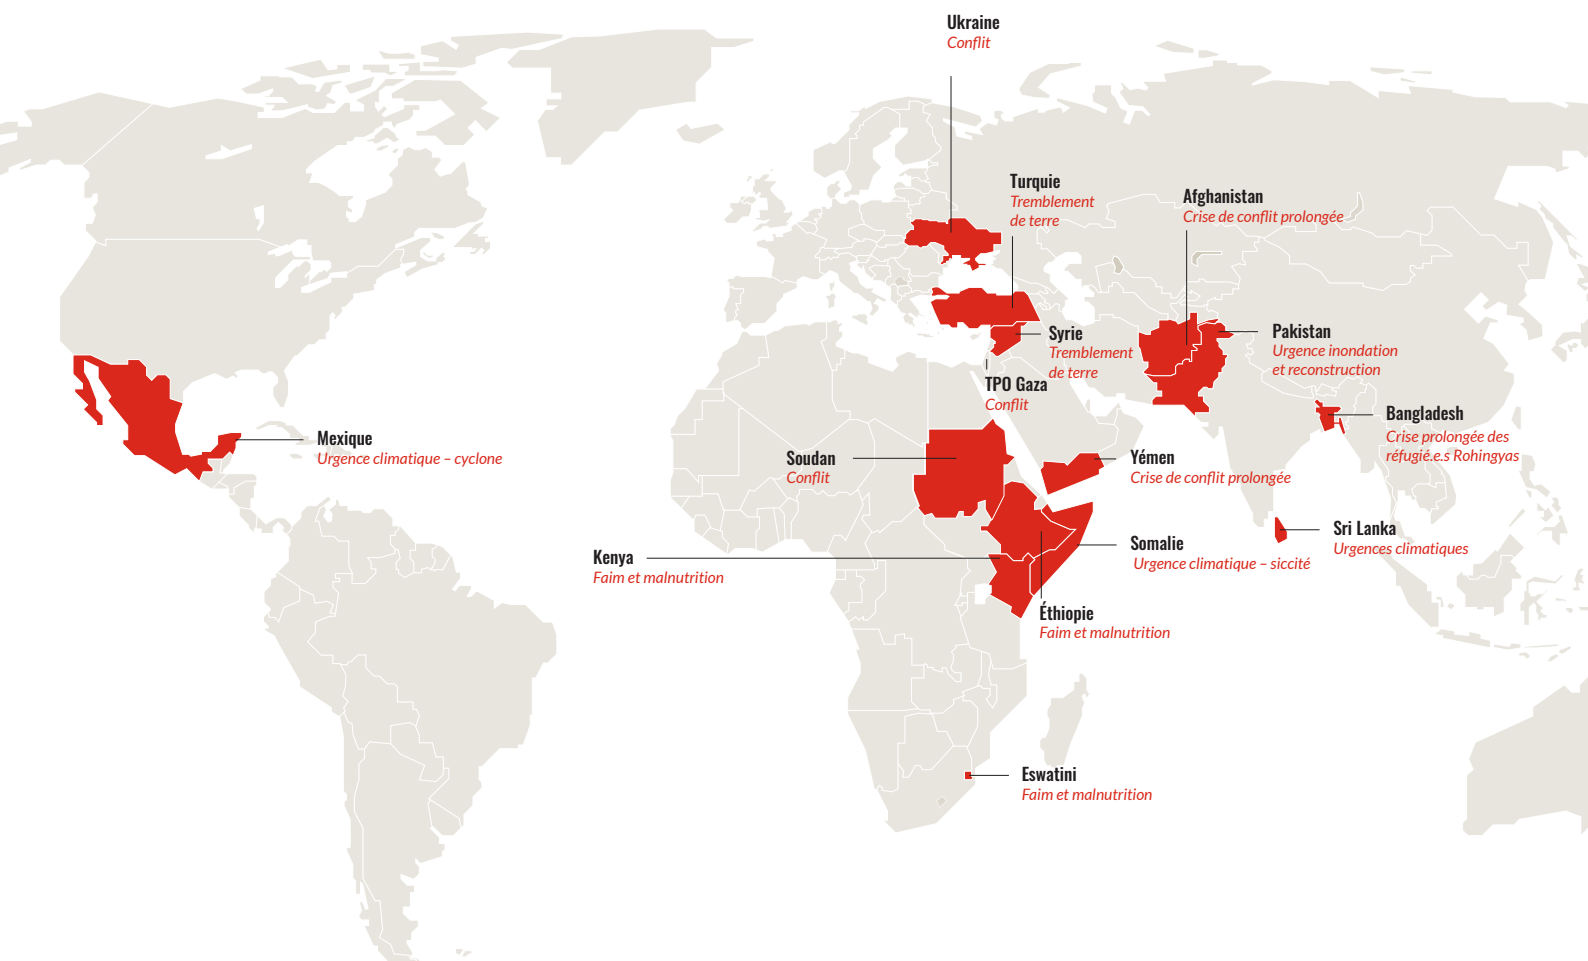 Ukraine
Conflit
Turquie
Tremblement
de terre
Afghanistan
Crise de conflit prolongée
Syrie
Tremblement
de terre
Pakistan
Urgence inondation
et reconstruction
TPO Gaza
Conflit
Bangladesh
Crise prolongée des
réfugié.e.s Rohingyas
Mexique
Urgence climatique – cyclone
Soudan
Conflit
Yémen
Crise de conflit prolongée
Sri Lanka
Urgences climatiques
Somalie
Urgence climatique – siccité
Kenya
Faim et malnutrition
Éthiopie
Faim et malnutrition
Eswatini
Faim et malnutrition